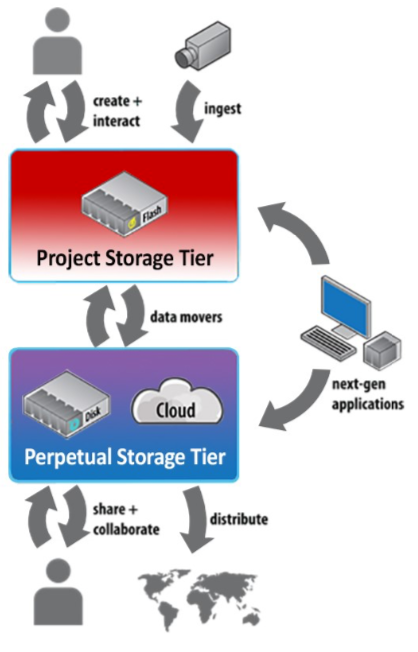 create +
interact
ingest
Flash
Project Storage Tier
data movers
next-gen
applications
Disk
Cloud
Perpetual Storage Tier
share +
collaborate
distribute